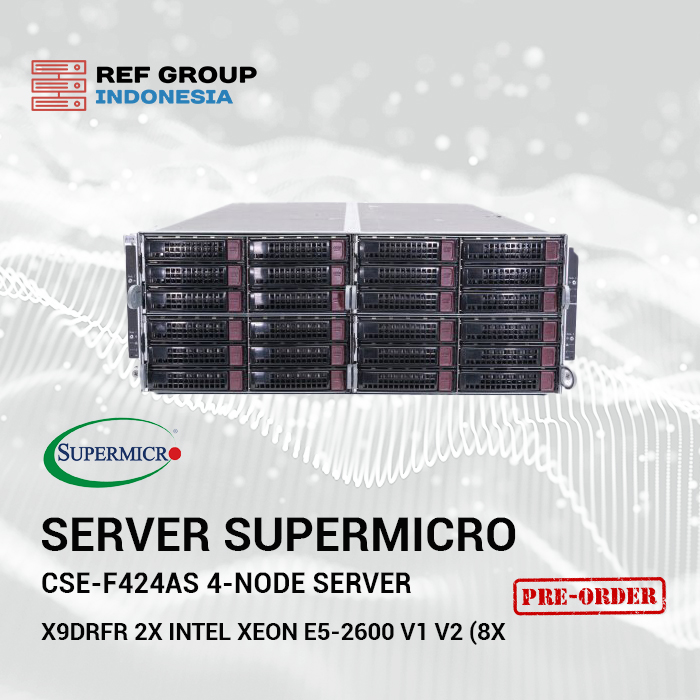 REF GROUP
INDONESIA
SUPERMICRO
SERVER SUPERMICRO
CSE-F424AS 4-NODE SERVER
PRE-ORDER
X9DRFR 2X INTEL XEON E5-2600 V1 V2 (8X